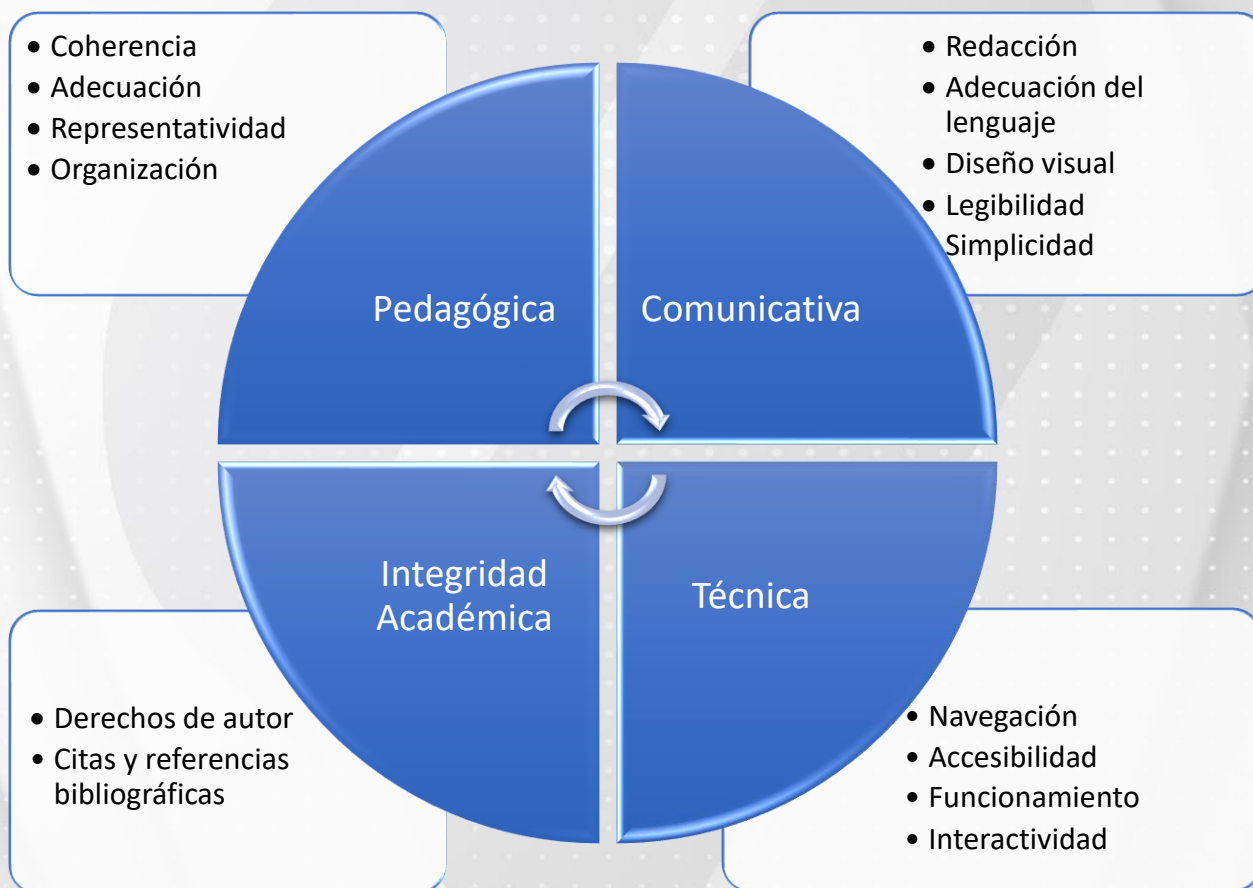 • Coherencia
• Adecuación
• Representatividad
• Organización
• Redacción
• Adecuación del
lenguaje
• Diseño visual
• Legibilidad
Simplicidad
Pedagógica
Comunicativa
Integridad
Académica
Técnica
• Derechos de autor
• Citas y referencias
bibliográficas
• Navegación
• Accesibilidad
• Funcionamiento
• Interactividad